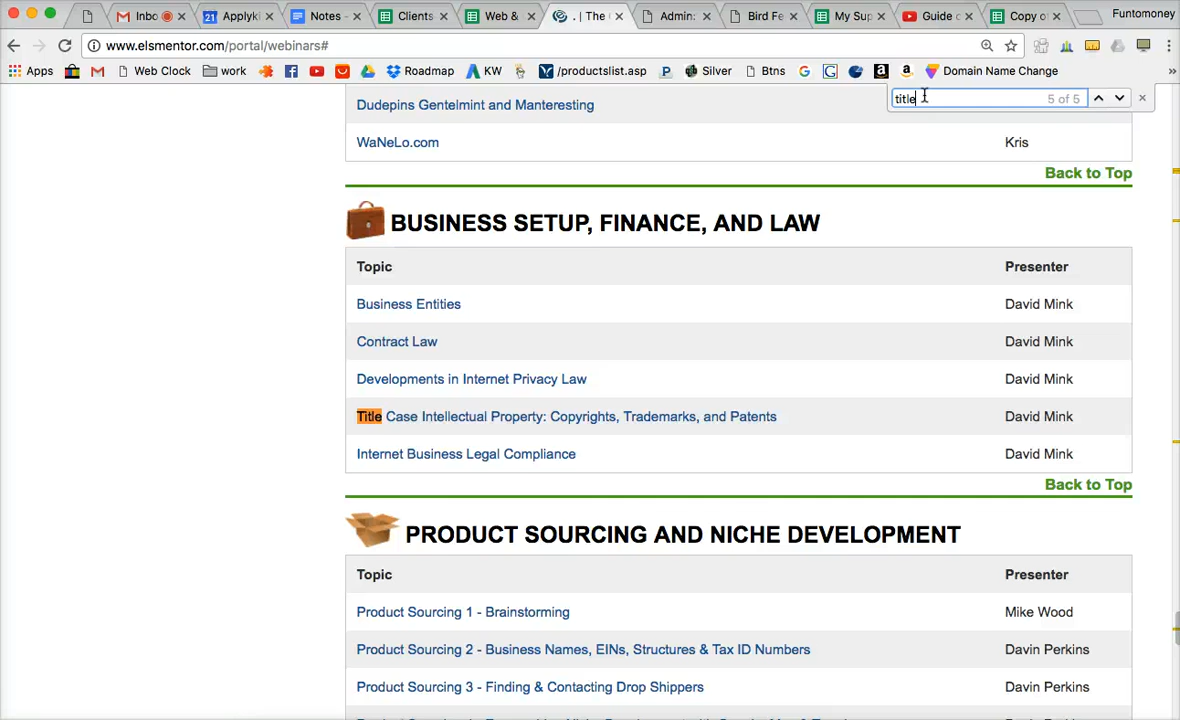 Inbo
21 Applyki
Notes -
Clients
Web &
. | The
Admin:
Bird Fe
My Sup
Guide
Copy o
Funtomoney
www.elsmentor.com/portal/webinars#
Apps
Web Clock
work
Roadmap
KW
/productslist.asp
Silver
Btns
Domain Name Change
»
title
5 of 5
Dudepins Gentelmint and Manteresting
WaNeLo.com Kris
Back to Top
BUSINESS SETUP, FINANCE, AND LAW
Topic Presenter
Business Entities David Mink
Contract Law David Mink
Developments in Internet Privacy Law David Mink
Title Case Intellectual Property: Copyrights, Trademarks, and Patents David Mink
Internet Business Legal Compliance David Mink
Back to Top
PRODUCT SOURCING AND NICHE DEVELOPMENT
Topic Presenter
Product Sourcing 1 - Brainstorming Mike Wood
Product Sourcing 2 - Business Names, EINs, Structures & Tax ID Numbers Davin Perkins
Product Sourcing 3 - Finding & Contacting Drop Shippers Davin Perkins